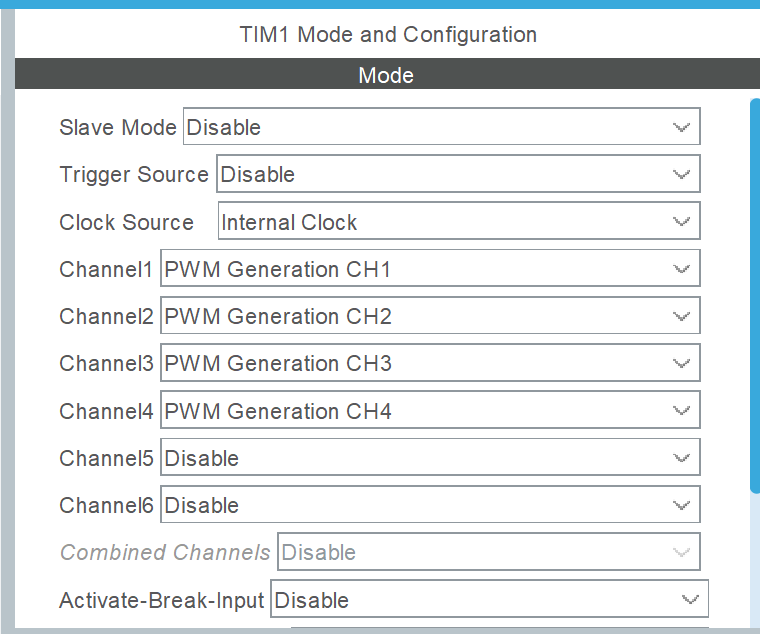 TIM1 Mode and Configuration
Mode
Slave Mode Disable
Trigger Source Disable
Clock Source Internal Clock
Channel1 PWM Generation CH1
Channel2 PWM Generation CH2
Channel3 PWM Generation CH3
Channel4 PWM Generation CH4
Channel5 Disable
Channel6 Disable
Combined Channels Disable
Activate-Break-Input Disable